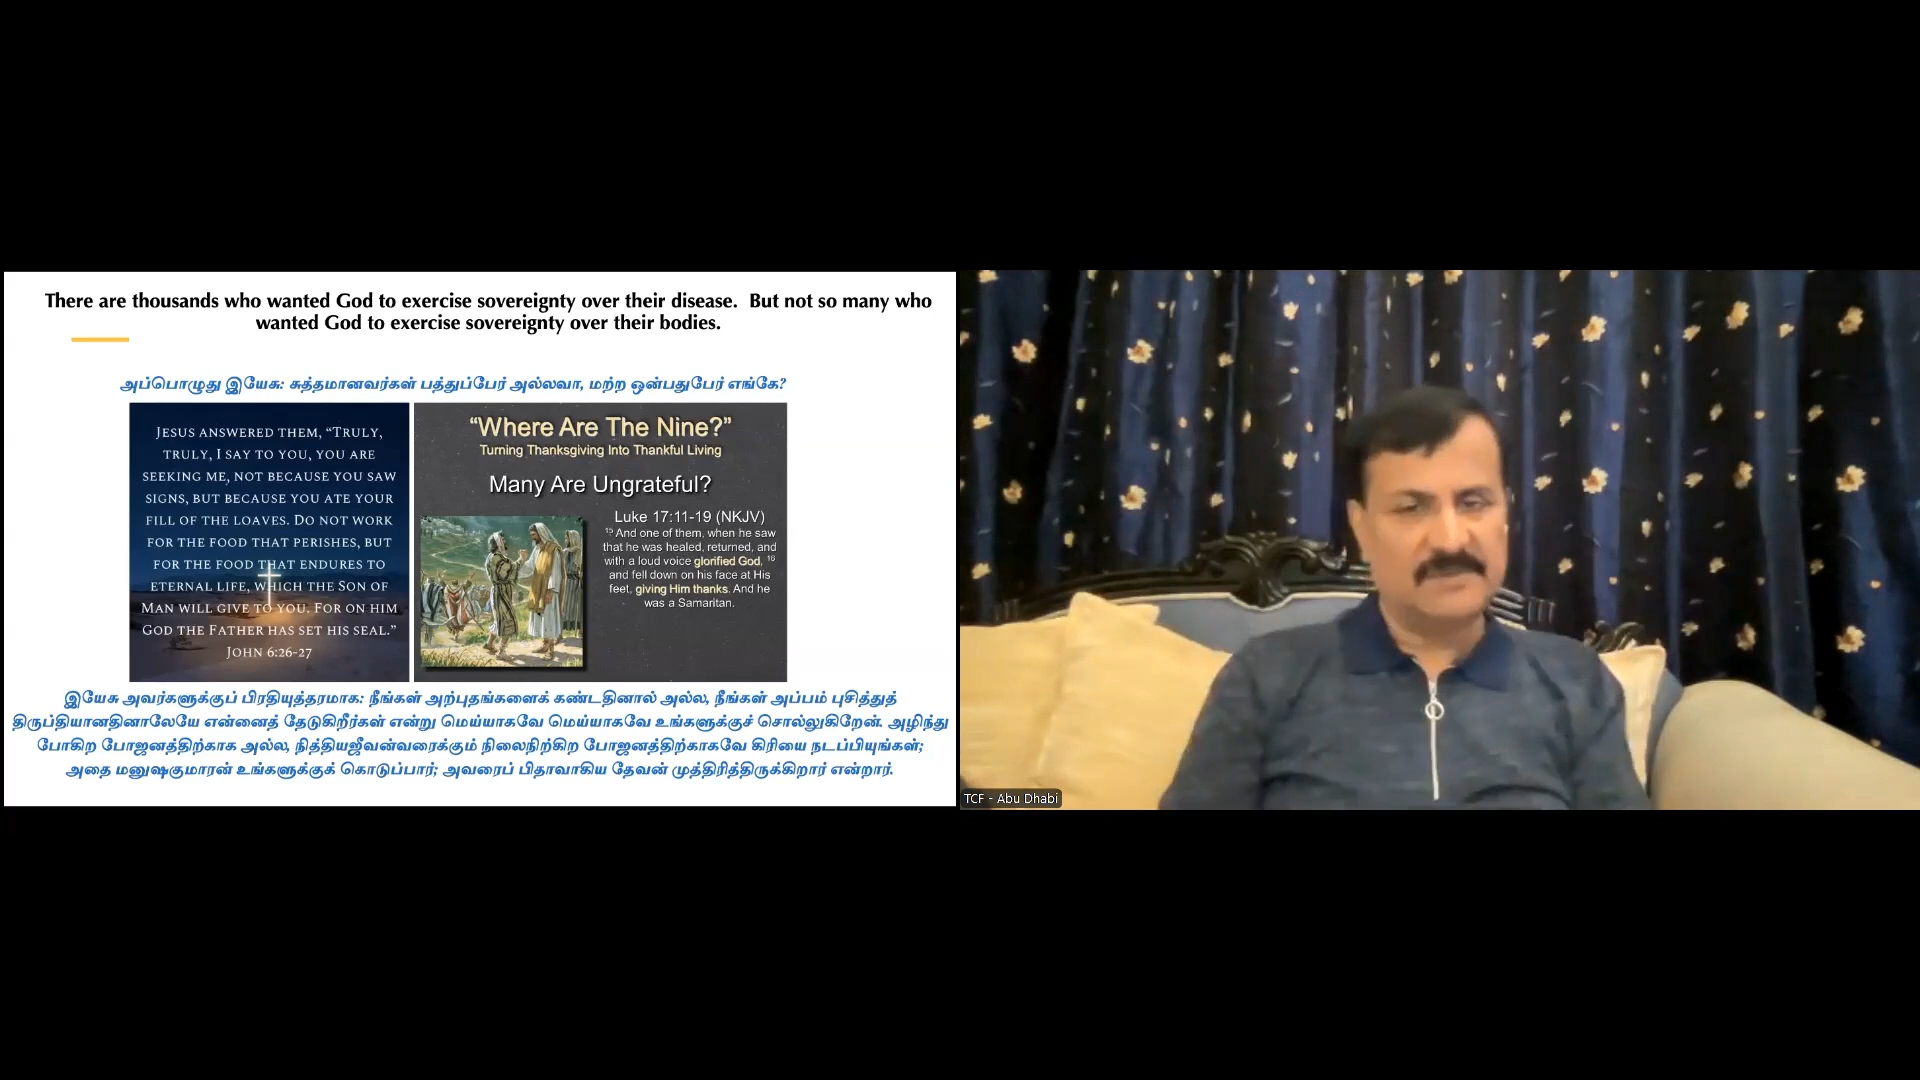 There are thousands who wanted God to exercise sovereignty over their disease.  But not so many who
wanted God to exercise sovereignty over their bodies.
அப்பொழுது இயேசு: சுத்தமானவர்கள் பத்துப்பேர் அல்லவா, மற்ற ஒன்பதுபேர் எங்கே?
Jesus answered them, “Truly,
truly, I say to you, you are
seeking me, not because you saw
signs, but because you ate your
fill of the loaves. Do not work
for the food that perishes, but
for the food that endures to
eternal life, which the Son of
Man will give to you. For on him
God the Father has set his seal.”
John 6:26-27
“Where Are The Nine?”
Turning Thanksgiving Into Thankful Living
Many Are Ungrateful?
Luke 17:11-19 (NKJV)
15 And one of them, when he saw
that he was healed, returned, and
with a loud voice glorified God, 16
and fell down on his face at His
feet, giving Him thanks. And he
was a Samaritan.
இயேசு அவர்களுக்குப் பிரதியுத்தரமாக: நீங்கள் அற்புதங்களைக் கண்டதினால் அல்ல, நீங்கள் அப்பம் புசித்துத்
திருப்தியானதினாலேயே என்னைத் தேடுகிறீர்கள் என்று மெய்யாகவே மெய்யாகவே உங்களுக்குச் சொல்லுகிறேன். அழிந்து
போகிற போஜனத்திற்காக அல்ல, நித்தியஜீவன்வரைக்கும் நிலைநிற்கிற போஜனத்திற்காகவே கிரியை நடப்பியுங்கள்;
அதை மனுஷகுமாரன் உங்களுக்குக் கொடுப்பார்; அவரைப் பிதாவாகிய தேவன் முத்திரித்திருக்கிறார் என்றார்.
TCF - Abu Dhabi